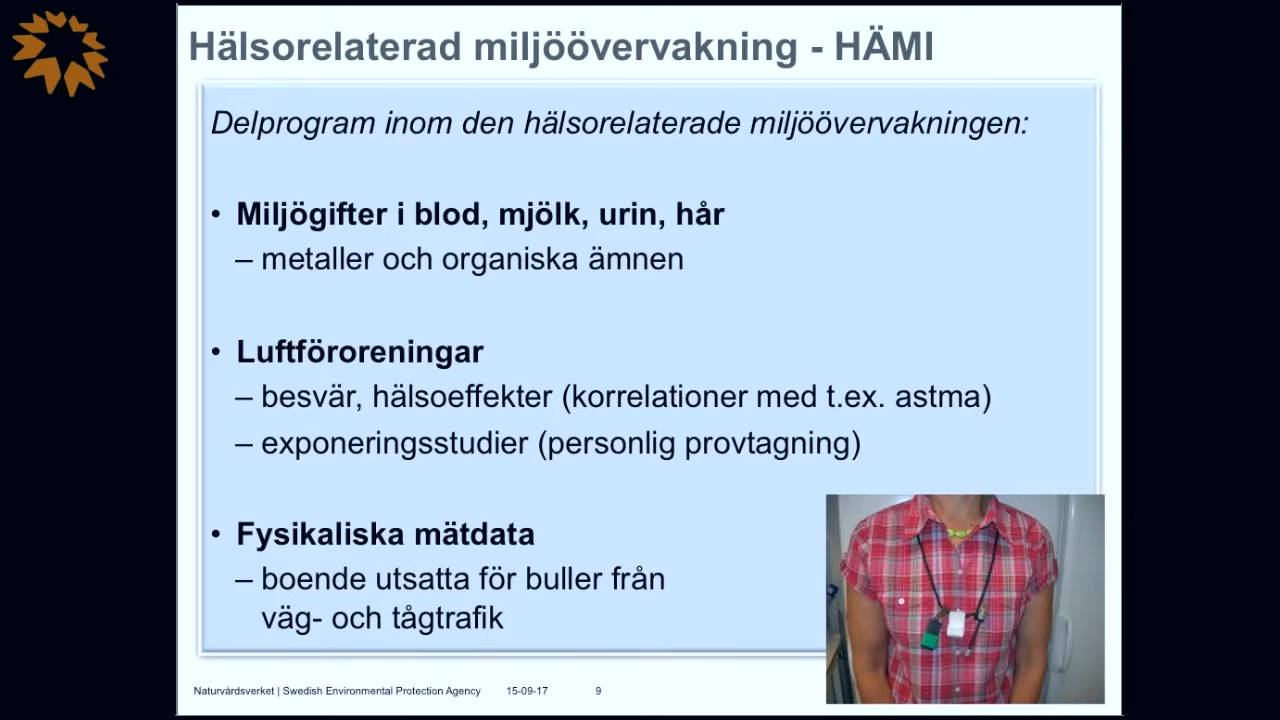 Hälsorelaterad miljöövervakning - HÄMI
Delprogram inom den hälsorelaterade miljöövervakningen:
• Miljögifter i blod, mjölk, urin, hår
– metaller och organiska ämnen
• Luftföroreningar
– besvär, hälsoeffekter (korrelationer med t.ex. astma)
– exponeringsstudier (personlig provtagning)
• Fysikaliska mätdata
– boende utsatta för buller från
väg- och tågtrafik
Naturvårdsverket | Swedish Environmental Protection Agency 15-09-17 9